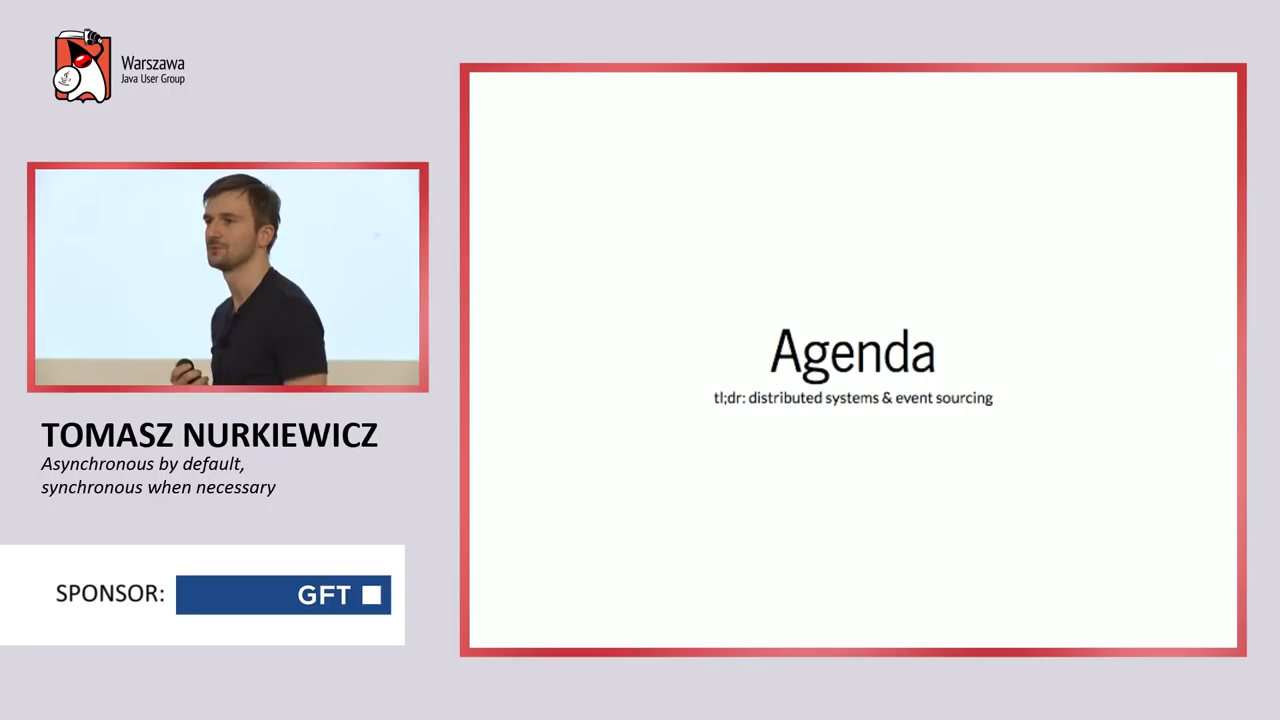 Warszawa
Java User Group
Agenda
tl;dr: distributed systems & event sourcing
TOMASZ NURKIEWICZ
Asynchronous by default,
synchronous when necessary
SPONSOR:
GFT